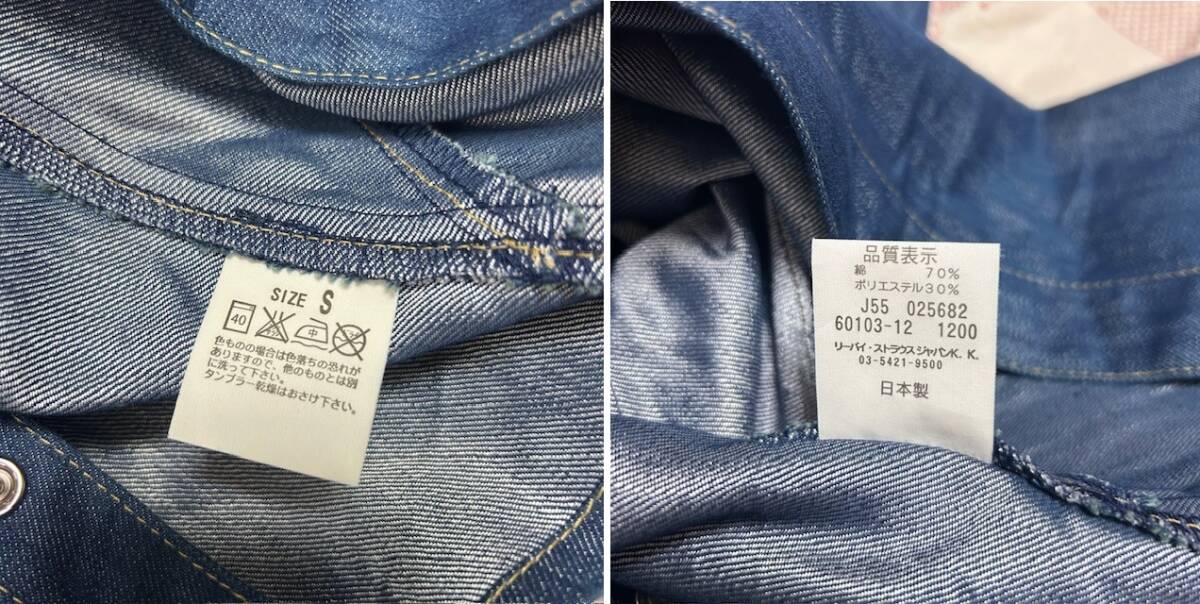 SIZE S
40 中
色ものの場合は色落ちの恐れが
ありますので、他のものとは別
に洗って下さい。
タンブラー乾燥はおさけ下さい。
品質表示
綿 70%
ポリエステル30%
J55 025682
60103-12 1200
リーバイ・ストラウスジャパンK.K.
03-5421-9500
日本製